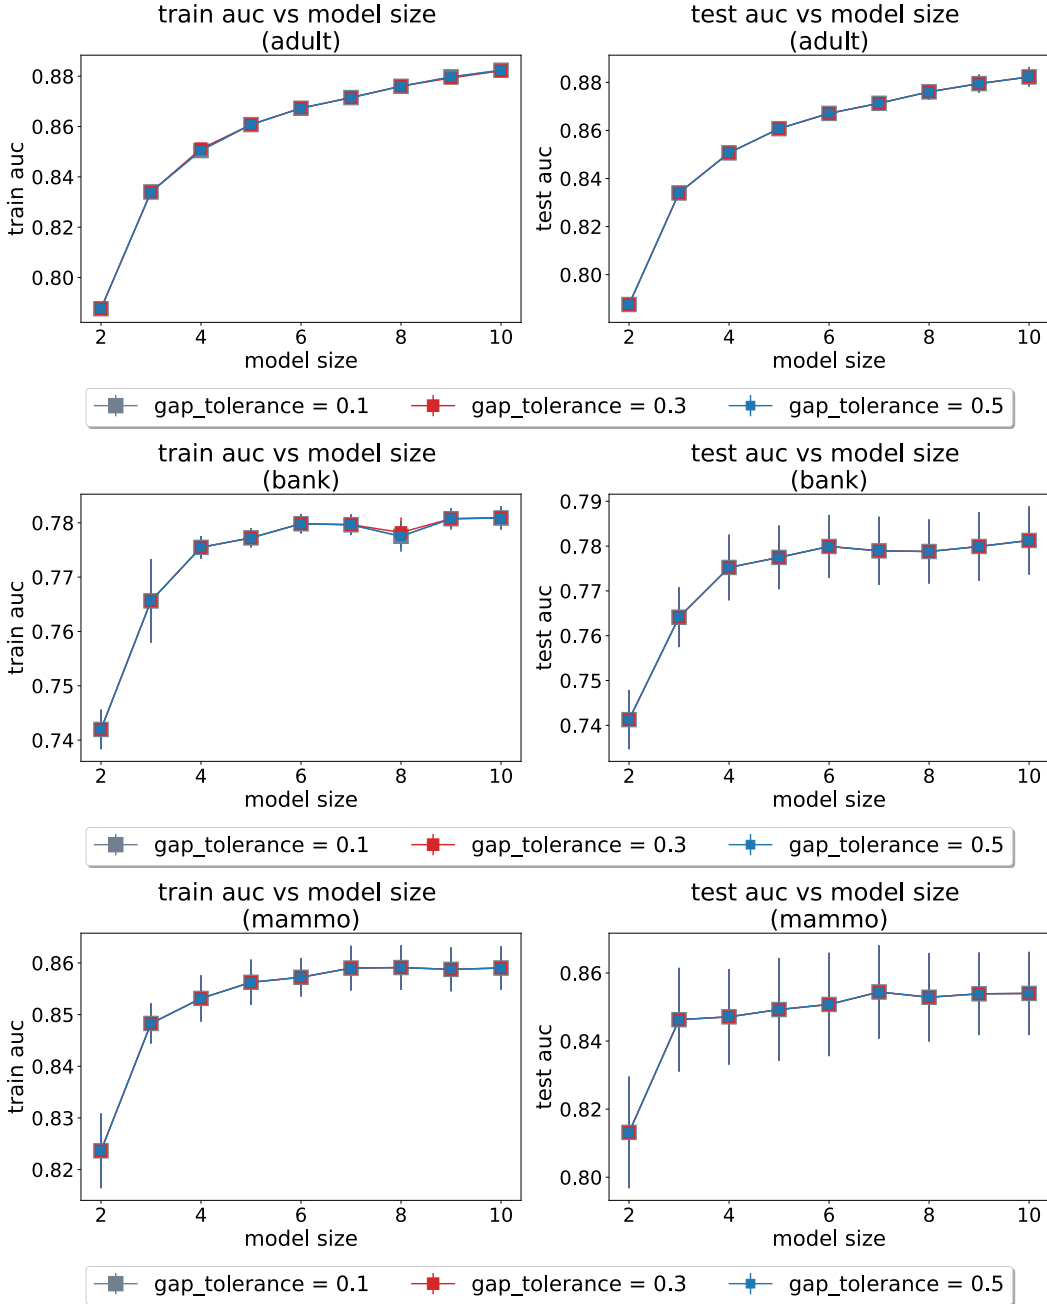 train auc vs model size
(adult)
train auc
0.88
0.86
0.84
0.82
0.80
2 4 6 8 10
model size
test auc vs model size
(adult)
test auc
0.88
0.86
0.84
0.82
0.80
2 4 6 8 10
model size
gap_tolerance = 0.1 gap_tolerance = 0.3 gap_tolerance = 0.5
train auc vs model size
(bank)
train auc
0.78
0.77
0.76
0.75
0.74
2 4 6 8 10
model size
test auc vs model size
(bank)
test auc
0.79
0.78
0.77
0.76
0.75
0.74
2 4 6 8 10
model size
gap_tolerance = 0.1 gap_tolerance = 0.3 gap_tolerance = 0.5
train auc vs model size
(mammo)
train auc
0.86
0.85
0.84
0.83
0.82
2 4 6 8 10
model size
test auc vs model size
(mammo)
test auc
0.86
0.84
0.82
0.80
2 4 6 8 10
model size
gap_tolerance = 0.1 gap_tolerance = 0.3 gap_tolerance = 0.5